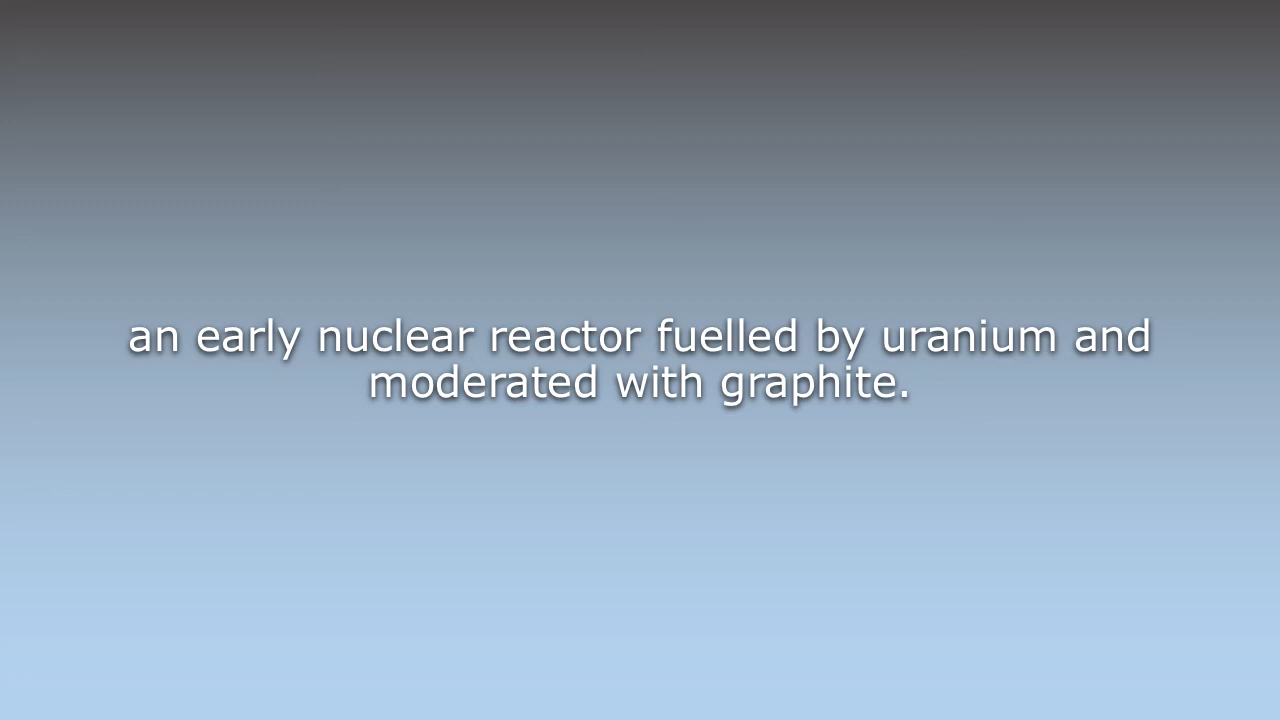 an early nuclear reactor fuelled by uranium and
moderated with graphite.